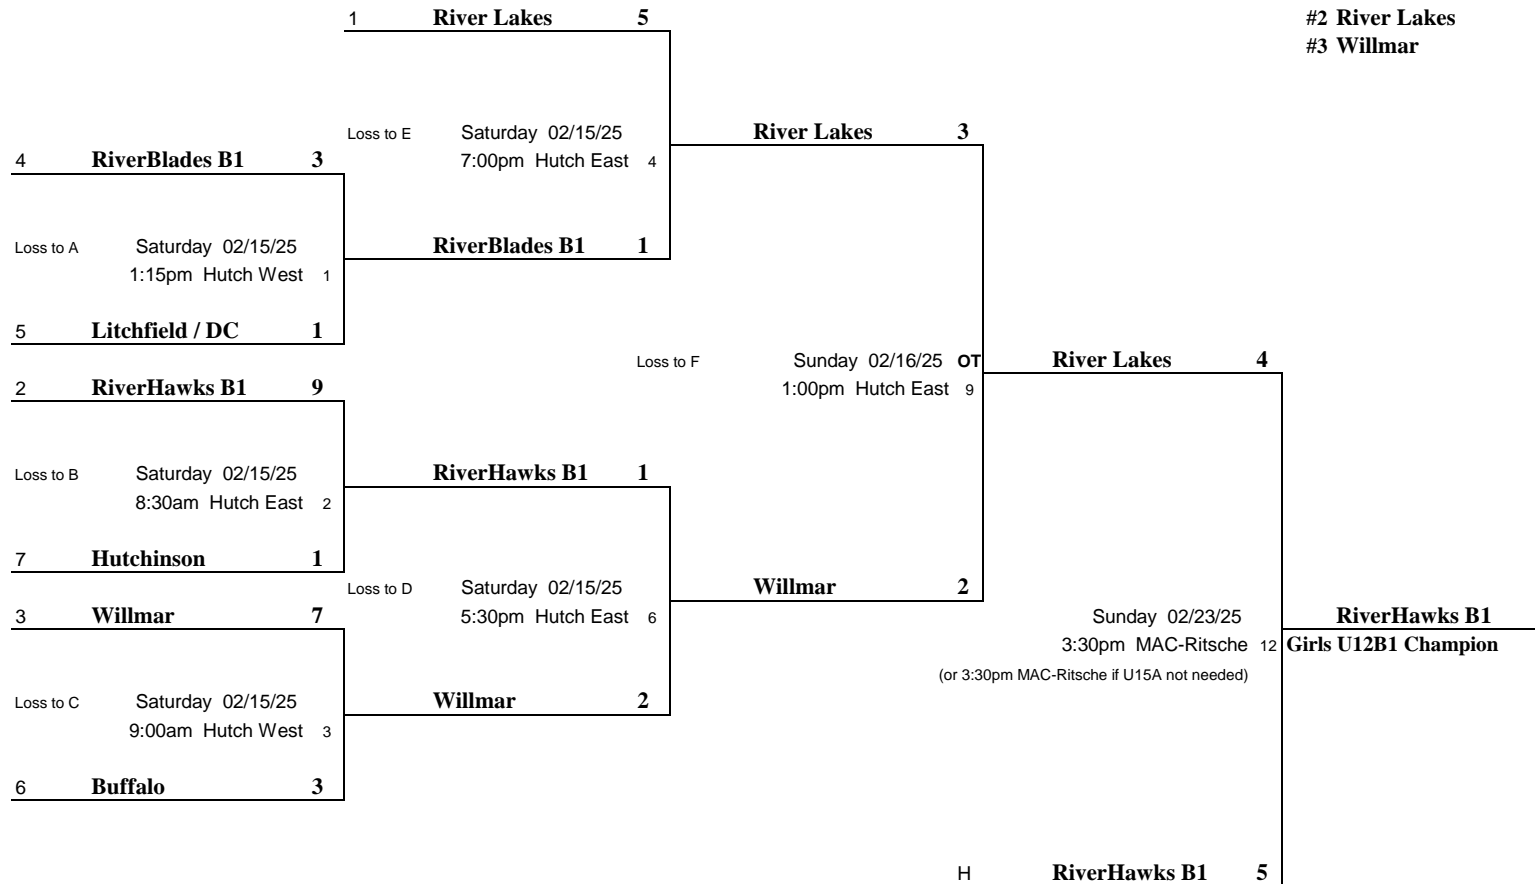 1 River Lakes 5
#2 River Lakes
#3 Willmar
Loss to E Saturday 02/15/25
7:00pm Hutch East 4
River Lakes 3
4 RiverBlades B1 3
Loss to A Saturday 02/15/25
1:15pm Hutch West 1
RiverBlades B1 1
5 Litchfield / DC 1
Loss to F Sunday 02/16/25 OT
1:00pm Hutch East 9
River Lakes 4
2 RiverHawks B1 9
Loss to B Saturday 02/15/25
8:30am Hutch East 2
RiverHawks B1 1
7 Hutchinson 1
Loss to D Saturday 02/15/25
5:30pm Hutch East 6
Willmar 2
3 Willmar 7
Sunday 02/23/25
3:30pm MAC-Ritsche 12
(or 3:30pm MAC-Ritsche if U15A not needed)
RiverHawks B1
Girls U12B1 Champion
Loss to C Saturday 02/15/25
9:00am Hutch West 3
Willmar 2
6 Buffalo 3
H RiverHawks B1 5